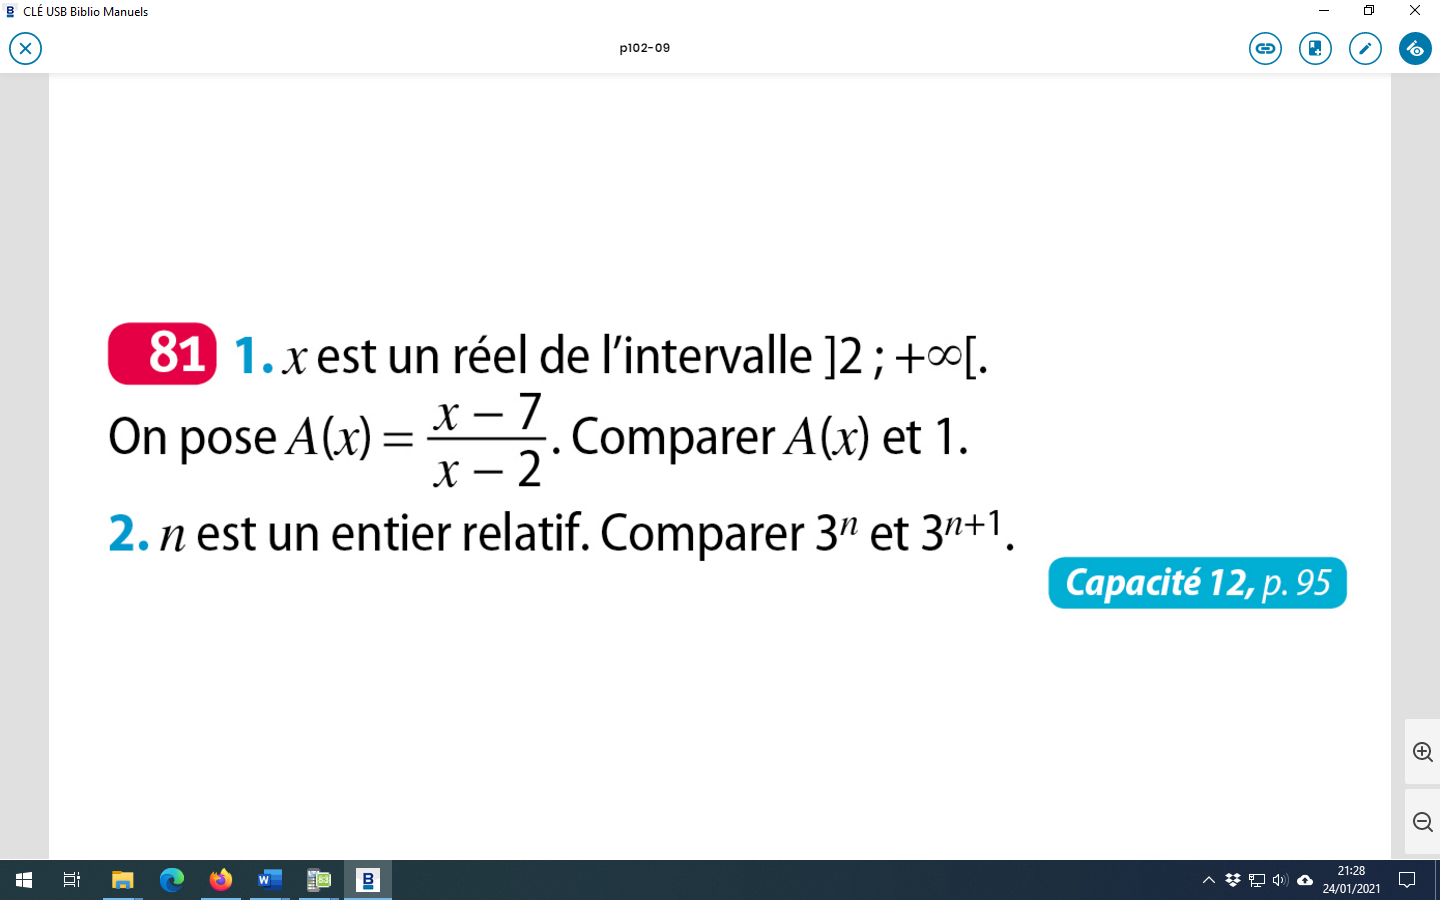 CLÉ USB Biblio Manuels
p102-09
81 1. x est un réel de l'intervalle ]2 ; +∞[.
On pose A(x) = (x − 7)/(x − 2). Comparer A(x) et 1.
2. n est un entier relatif. Comparer 3ⁿ et 3ⁿ⁺¹.
Capacité 12, p. 95
21:28
24/01/2021